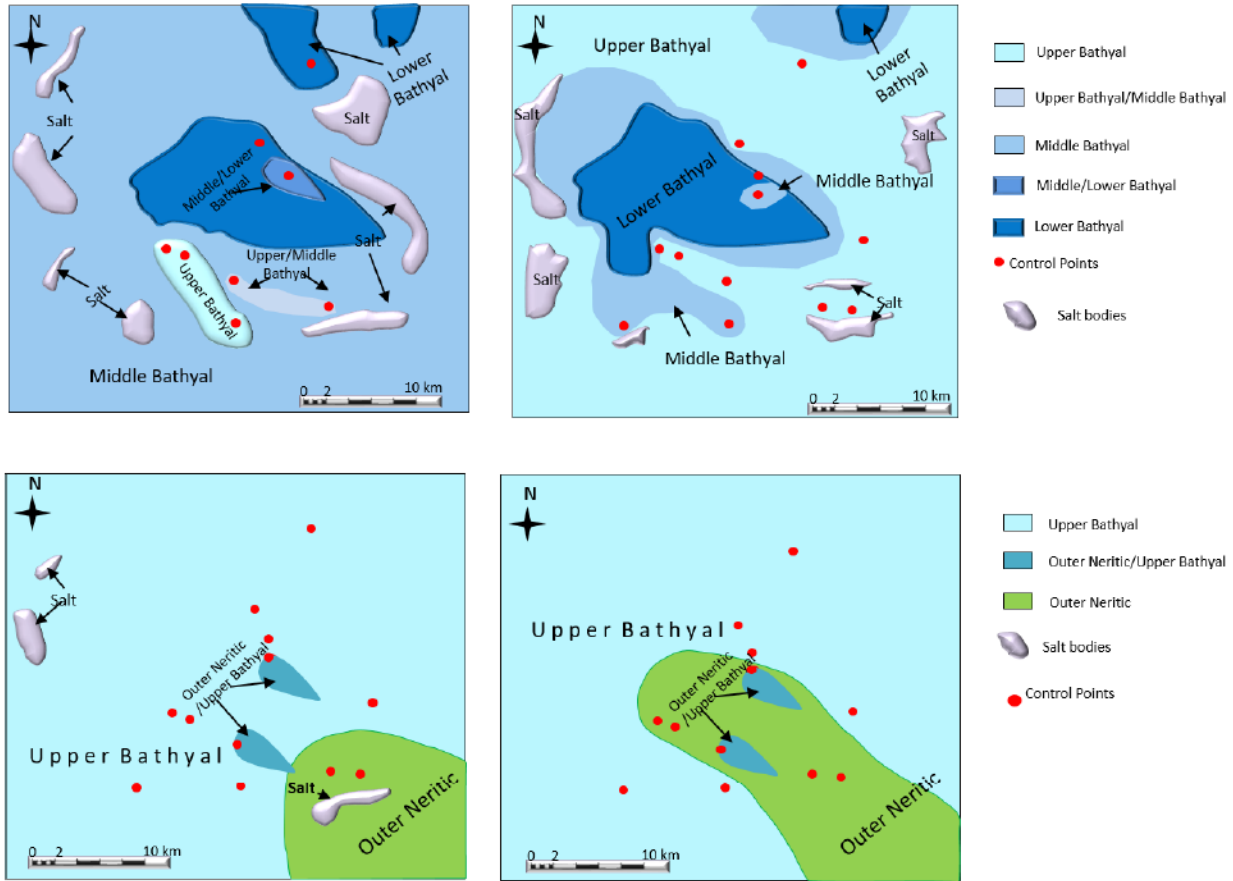 N
Lower
Bathyal
Salt
Salt
Middle/Lower
Bathyal
Salt
Upper/Middle
Bathyal
Upper Bathyal
Salt
Middle Bathyal
0 2 10 km
N
Upper Bathyal
Lower
Bathyal
Salt
Salt
Lower Bathyal
Middle Bathyal
Salt
Salt
Middle Bathyal
0 2 10 km
Upper Bathyal
Upper Bathyal/Middle Bathyal
Middle Bathyal
Middle/Lower Bathyal
Lower Bathyal
Control Points
Salt bodies
N
Salt
Outer Neritic
/Upper Bathyal
Upper Bathyal
Salt
Outer Neritic
0 2 10 km
N
Upper Bathyal
Outer Neritic
/Upper Bathyal
Outer Neritic
0 2 10 km
Upper Bathyal
Outer Neritic/Upper Bathyal
Outer Neritic
Salt bodies
Control Points